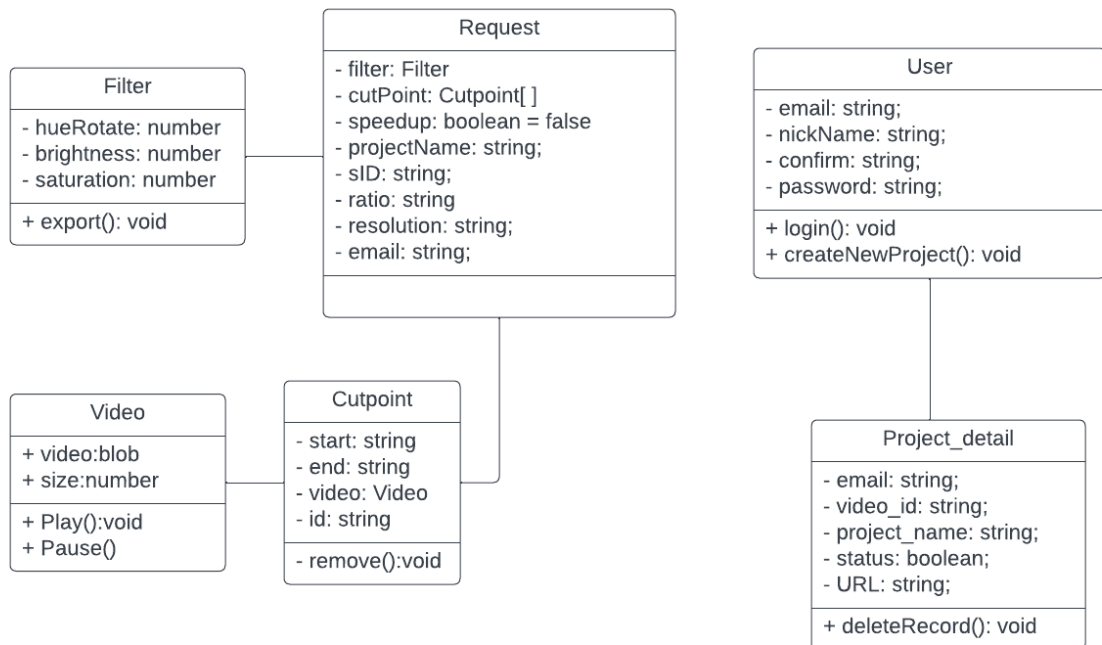 Request
- filter: Filter
- cutPoint: Cutpoint[ ]
- speedup: boolean = false
- projectName: string;
- sID: string;
- ratio: string
- resolution: string;
- email: string;
Filter
- hueRotate: number
- brightness: number
- saturation: number
+ export(): void
User
- email: string;
- nickName: string;
- confirm: string;
- password: string;
+ login(): void
+ createNewProject(): void
Video
+ video:blob
+ size:number
+ Play():void
+ Pause()
Cutpoint
- start: string
- end: string
- video: Video
- id: string
- remove():void
Project_detail
- email: string;
- video_id: string;
- project_name: string;
- status: boolean;
- URL: string;
+ deleteRecord(): void